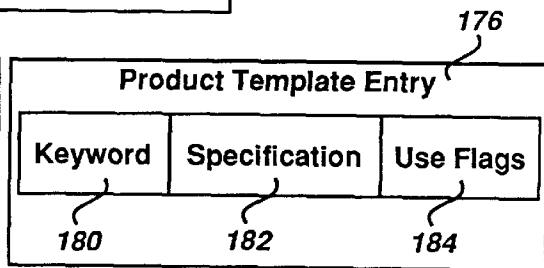 176
Product Template Entry
Keyword Specification Use Flags
180 182 184